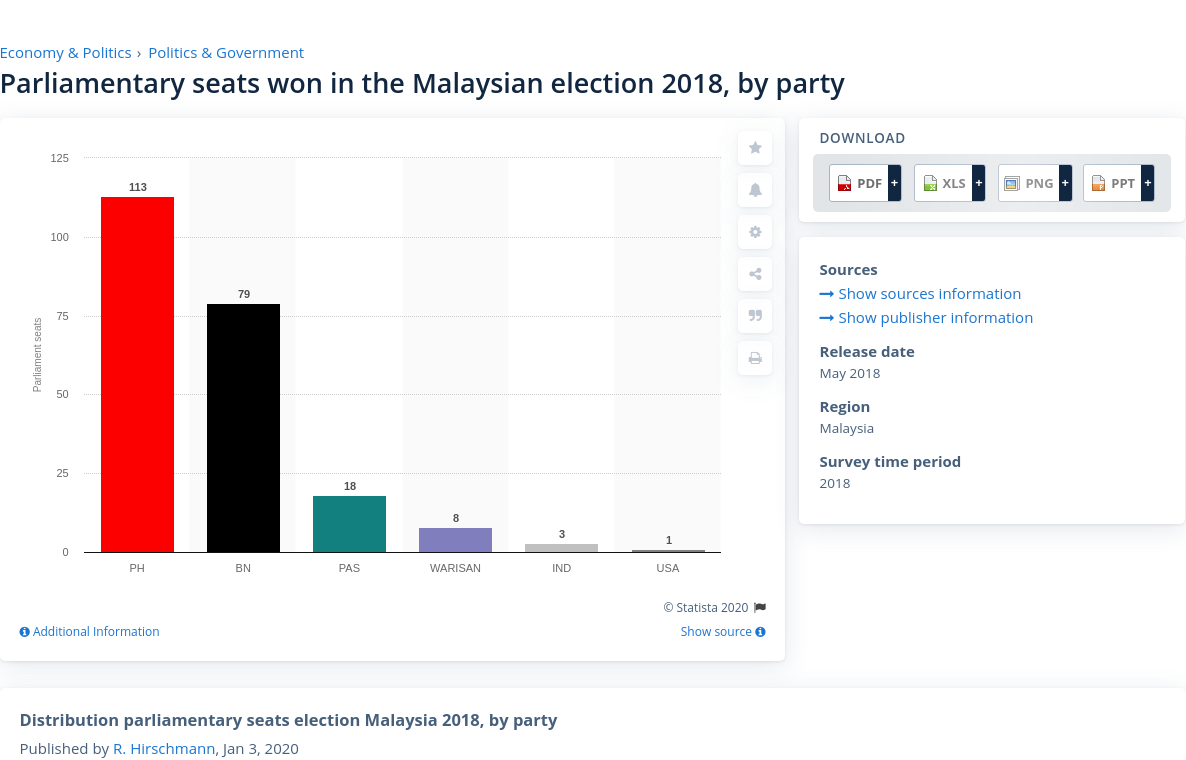 Economy & Politics › Politics & Government
Parliamentary seats won in the Malaysian election 2018, by party
125
100
75
50
25
0
Parliament seats
113
79
18
8
3
1
PH
BN
PAS
WARISAN
IND
USA
© Statista 2020
Additional Information
Show source
DOWNLOAD
PDF +
XLS +
PNG +
PPT +
Sources
Show sources information
Show publisher information
Release date
May 2018
Region
Malaysia
Survey time period
2018
Distribution parliamentary seats election Malaysia 2018, by party
Published by R. Hirschmann, Jan 3, 2020